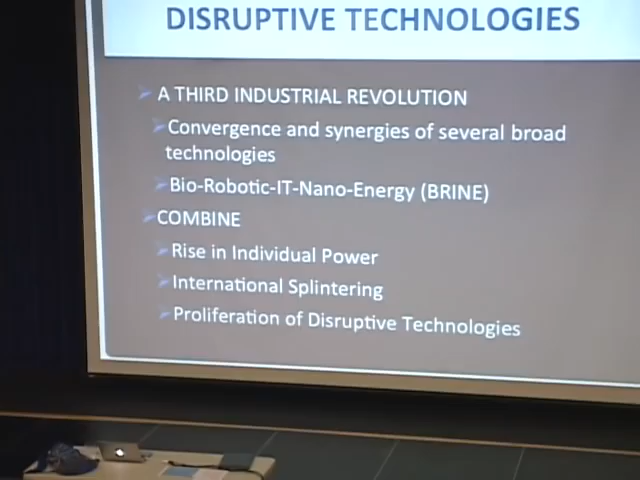 DISRUPTIVE TECHNOLOGIES
A THIRD INDUSTRIAL REVOLUTION
Convergence and synergies of several broad
technologies
Bio-Robotic-IT-Nano-Energy (BRINE)
COMBINE
Rise in Individual Power
International Splintering
Proliferation of Disruptive Technologies